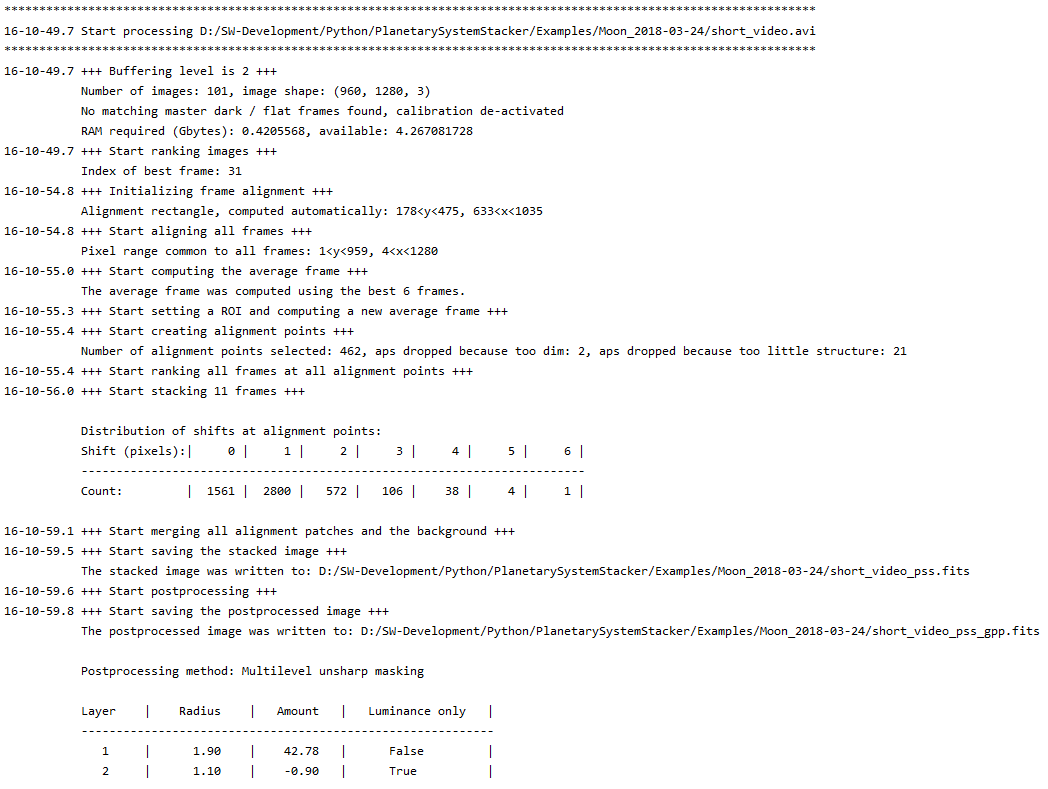 ********************************************************************************************************************
16-10-49.7 Start processing D:/SW-Development/Python/PlanetarySystemStacker/Examples/Moon_2018-03-24/short_video.avi
********************************************************************************************************************
16-10-49.7 +++ Buffering level is 2 +++
           Number of images: 101, image shape: (960, 1280, 3)
           No matching master dark / flat frames found, calibration de-activated
           RAM required (Gbytes): 0.4205568, available: 4.267081728
16-10-49.7 +++ Start ranking images +++
           Index of best frame: 31
16-10-54.8 +++ Initializing frame alignment +++
           Alignment rectangle, computed automatically: 178<y<475, 633<x<1035
16-10-54.8 +++ Start aligning all frames +++
           Pixel range common to all frames: 1<y<959, 4<x<1280
16-10-55.0 +++ Start computing the average frame +++
           The average frame was computed using the best 6 frames.
16-10-55.3 +++ Start setting a ROI and computing a new average frame +++
16-10-55.4 +++ Start creating alignment points +++
           Number of alignment points selected: 462, aps dropped because too dim: 2, aps dropped because too little structure: 21
16-10-55.4 +++ Start ranking all frames at all alignment points +++
16-10-56.0 +++ Start stacking 11 frames +++
           Distribution of shifts at alignment points:
           Shift (pixels):|     0 |     1 |     2 |     3 |     4 |     5 |     6 |
           ------------------------------------------------------------------------
           Count:         |  1561 |  2800 |   572 |   106 |    38 |     4 |     1 |
16-10-59.1 +++ Start merging all alignment patches and the background +++
16-10-59.5 +++ Start saving the stacked image +++
           The stacked image was written to: D:/SW-Development/Python/PlanetarySystemStacker/Examples/Moon_2018-03-24/short_video_pss.fits
16-10-59.6 +++ Start postprocessing +++
16-10-59.8 +++ Start saving the postprocessed image +++
           The postprocessed image was written to: D:/SW-Development/Python/PlanetarySystemStacker/Examples/Moon_2018-03-24/short_video_pss_gpp.fits
           Postprocessing method: Multilevel unsharp masking
           Layer    |    Radius    |   Amount   |   Luminance only   |
           -----------------------------------------------------------
              1     |      1.90    |    42.78   |      False         |
              2     |      1.10    |    -0.90   |      True          |